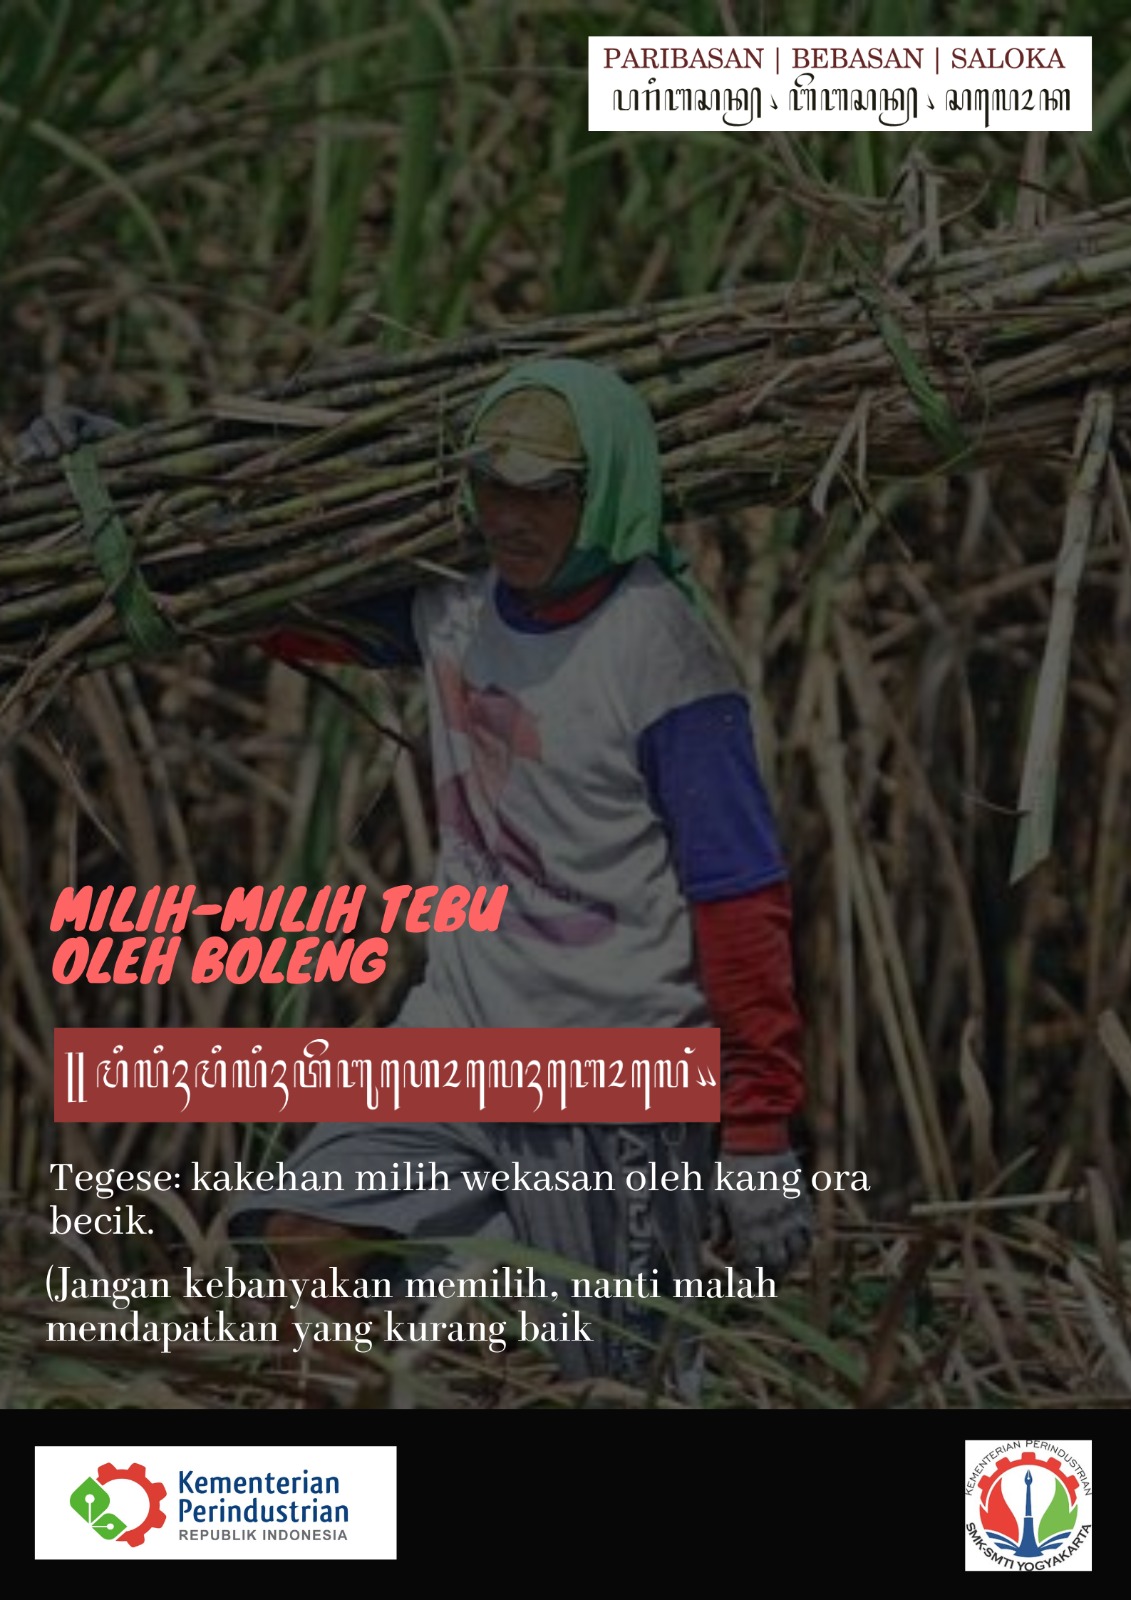 PARIBASAN | BEBASAN | SALOKA
ꦥꦫꦶꦧꦱꦤ꧀꧈ ꦧꦼꦧꦱꦤ꧀꧈ ꦱꦭꦺꦴꦏ
MILIH-MILIH TEBU
OLEH BOLENG
꧋ꦩꦶꦭꦶꦃꦩꦶꦭꦶꦃꦠꦼꦧꦸꦎꦭꦺꦃꦧꦺꦴꦭꦺꦁ꧉
Tegese: kakehan milih wekasan oleh kang ora
becik.
(Jangan kebanyakan memilih, nanti malah
mendapatkan yang kurang baik
Kementerian
Perindustrian
REPUBLIK INDONESIA
KEMENTERIAN PERINDUSTRIAN
SMK-SMTI YOGYAKARTA